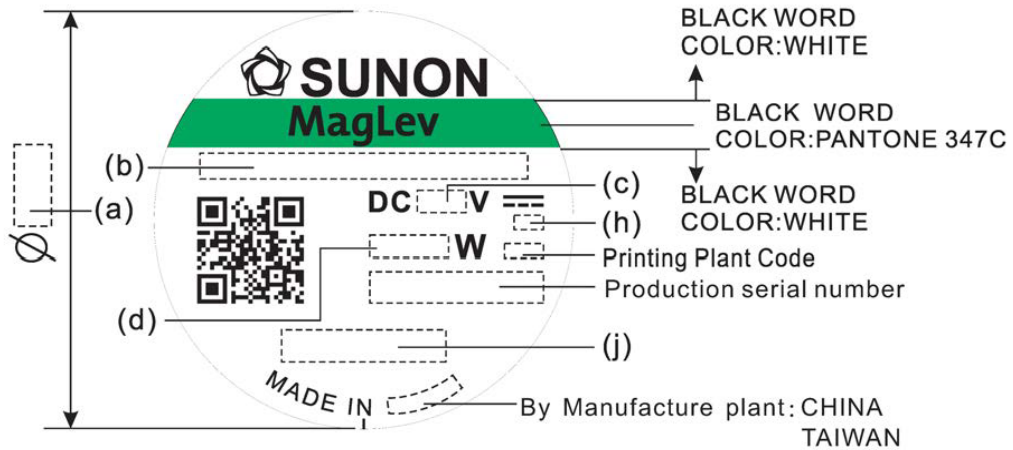 BLACK WORD
COLOR:WHITE
SUNON
MagLev
BLACK WORD
COLOR:PANTONE 347C
(b)
(c)
(a)
DC V
BLACK WORD
COLOR:WHITE
(h)
Ø
W
Printing Plant Code
Production serial number
(d)
(j)
MADE IN
By Manufacture plant: CHINA
TAIWAN